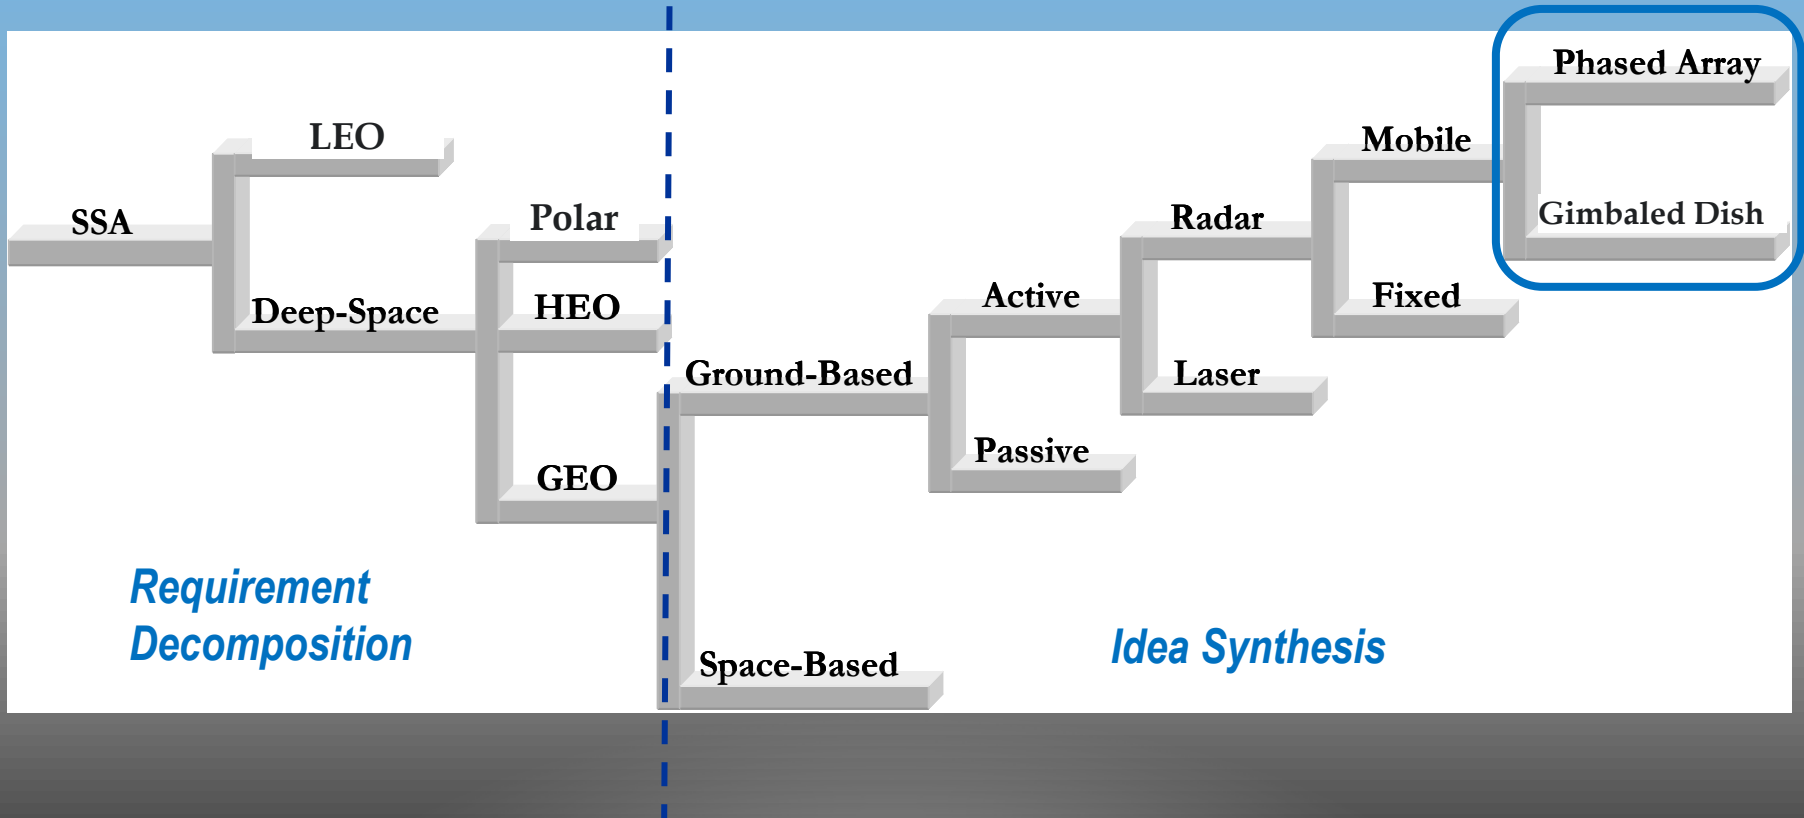 SSA
LEO
Deep-Space
Polar
HEO
GEO
Ground-Based
Space-Based
Active
Passive
Radar
Laser
Mobile
Fixed
Phased Array
Gimbaled Dish
Requirement
Decomposition
Idea Synthesis